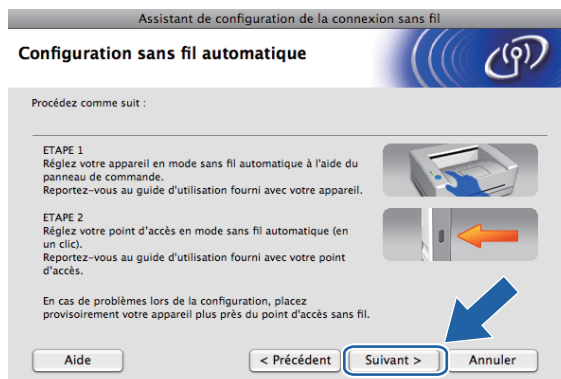 Assistant de configuration de la connexion sans fil
Configuration sans fil automatique
Procédez comme suit :
ETAPE 1
Réglez votre appareil en mode sans fil automatique à l'aide du
panneau de commande.
Reportez-vous au guide d'utilisation fourni avec votre appareil.
ETAPE 2
Réglez votre point d'accès en mode sans fil automatique (en
un clic).
Reportez-vous au guide d'utilisation fourni avec votre point
d'accès.
En cas de problèmes lors de la configuration, placez
provisoirement votre appareil plus près du point d'accès sans fil.
Aide
< Précédent
Suivant >
Annuler